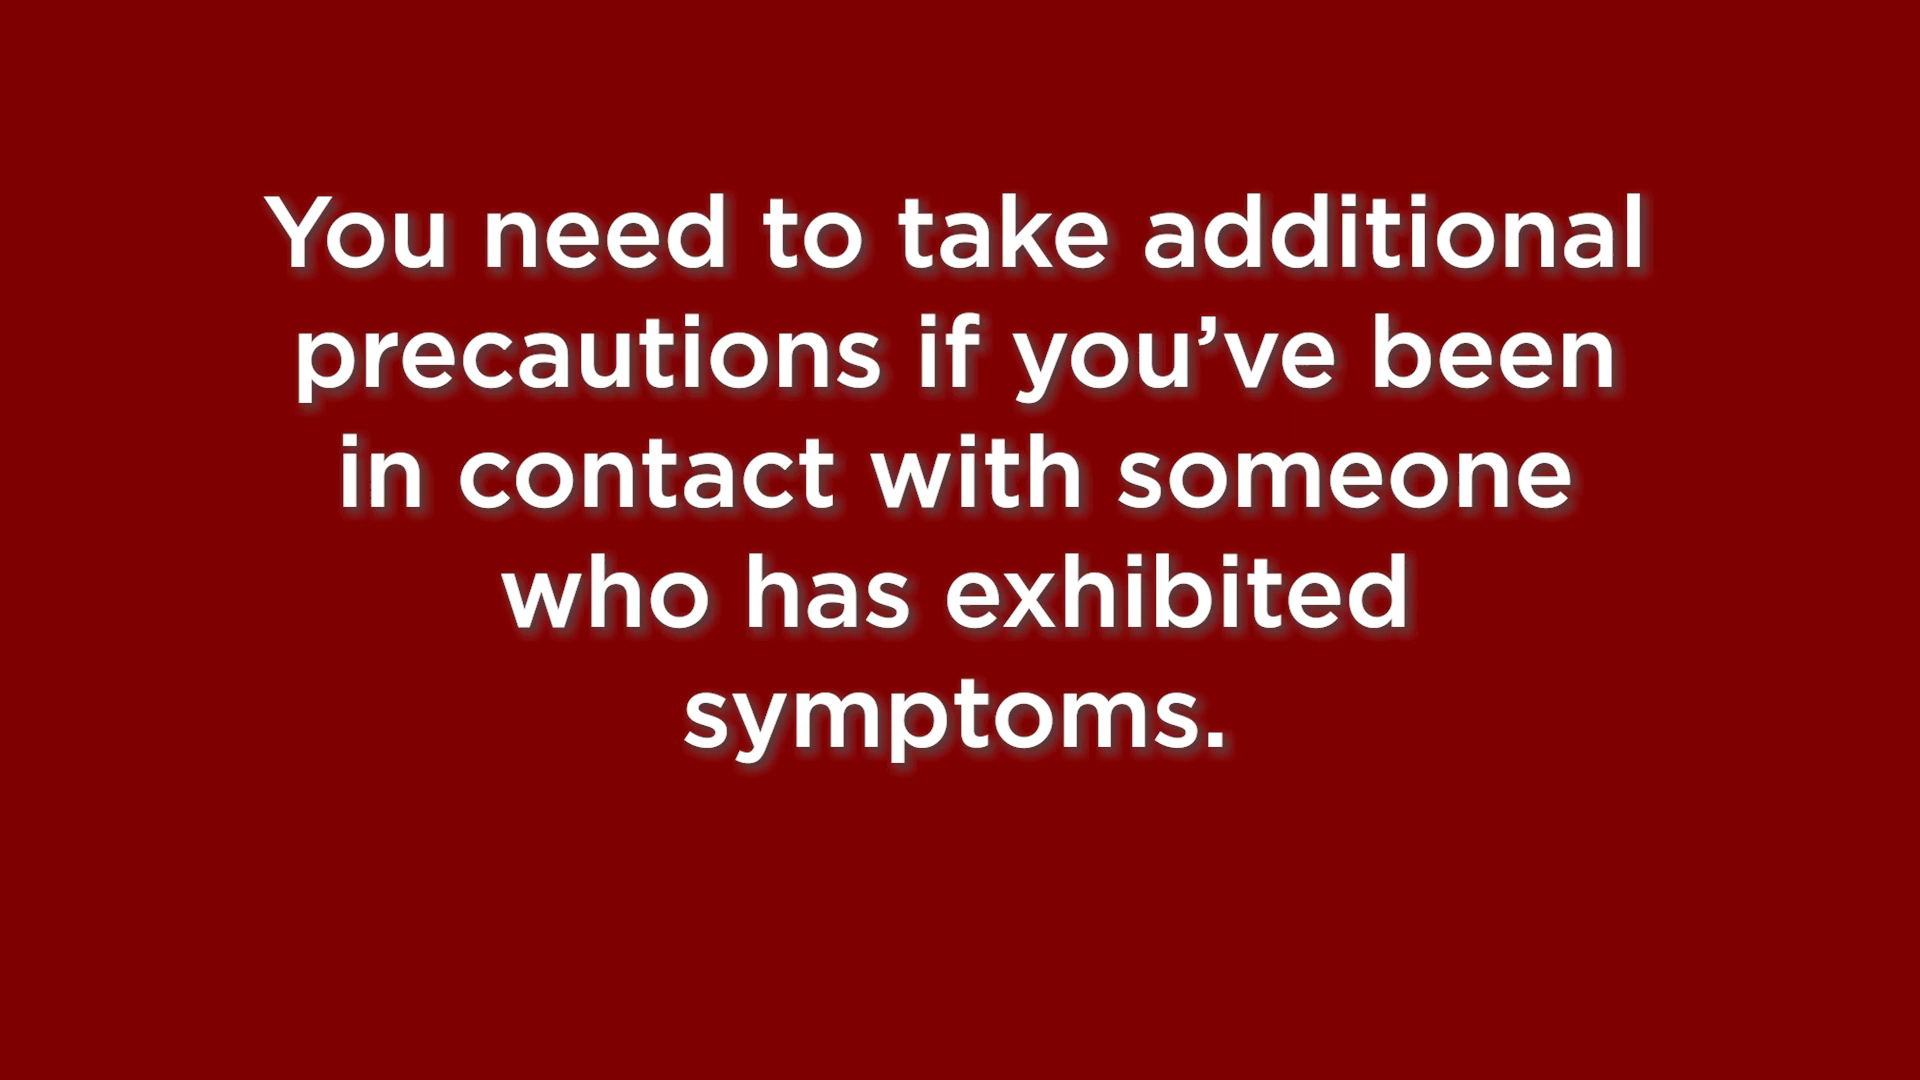 You need to take additional
precautions if you’ve been
in contact with someone
who has exhibited
symptoms.